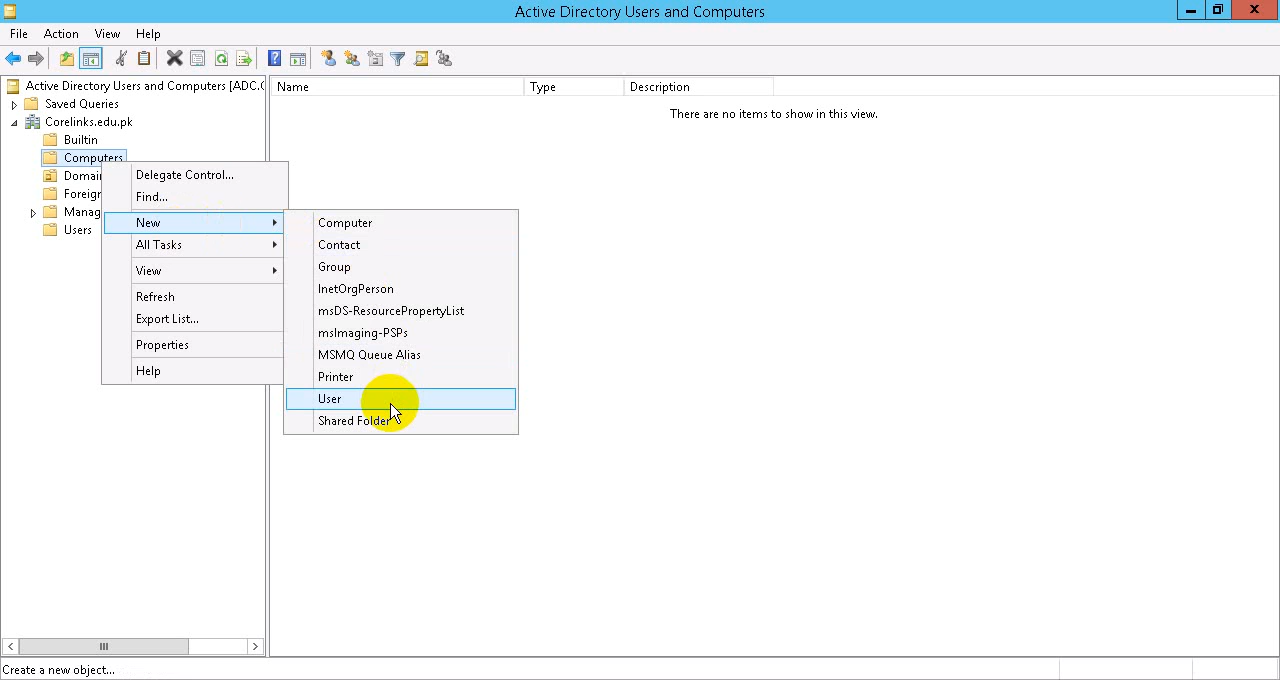 Active Directory Users and Computers
File Action View Help
Active Directory Users and Computers [ADC.(
Saved Queries
Corelinks.edu.pk
Builtin
Computers
Domai
Foreign
Manag
Users
Name Type Description
There are no items to show in this view.
Delegate Control...
Find...
New
All Tasks
View
Refresh
Export List...
Properties
Help
Computer
Contact
Group
InetOrgPerson
msDS-ResourcePropertyList
msImaging-PSPs
MSMQ Queue Alias
Printer
User
Shared Folder
Create a new object...